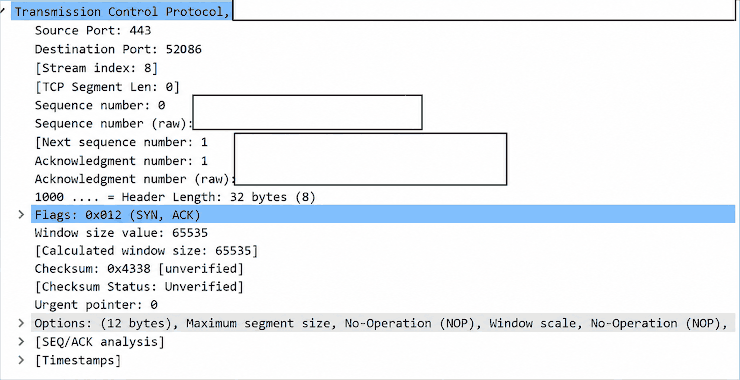 Transmission Control Protocol,
Source Port: 443
Destination Port: 52086
[Stream index: 8]
[TCP Segment Len: 0]
Sequence number: 0
Sequence number (raw):
[Next sequence number: 1
Acknowledgment number: 1
Acknowledgment number (raw):
1000 .... = Header Length: 32 bytes (8)
Flags: 0x012 (SYN, ACK)
Window size value: 65535
[Calculated window size: 65535]
Checksum: 0x4338 [unverified]
[Checksum Status: Unverified]
Urgent pointer: 0
Options: (12 bytes), Maximum segment size, No-Operation (NOP), Window scale, No-Operation (NOP),
[SEQ/ACK analysis]
[Timestamps]